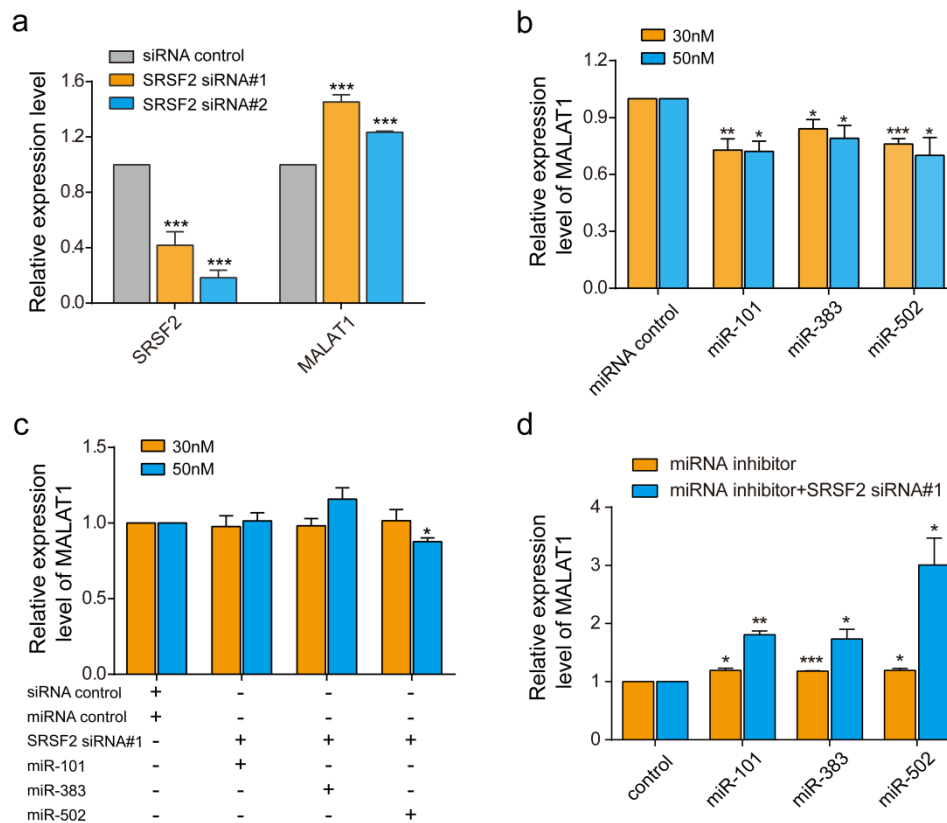 a
siRNA control
SRSF2 siRNA#1
SRSF2 siRNA#2
Relative expression level
1.6
1.2
0.8
0.4
0.0
***
***
***
***
SRSF2
MALAT1
b
30nM
50nM
Relative expression
level of MALAT1
1.2
0.9
0.6
0.3
0.0
**
*
*
*
***
*
miRNA control
miR-101
miR-383
miR-502
c
30nM
50nM
Relative expression
level of MALAT1
1.5
1.0
0.5
0.0
*
siRNA control + - - -
miRNA control + - - -
SRSF2 siRNA#1 - + + +
miR-101 - + - -
miR-383 - - + -
miR-502 - - - +
d
miRNA inhibitor
miRNA inhibitor+SRSF2 siRNA#1
Relative expression
level of MALAT1
4
3
2
1
0
*
**
***
*
*
*
control
miR-101
miR-383
miR-502